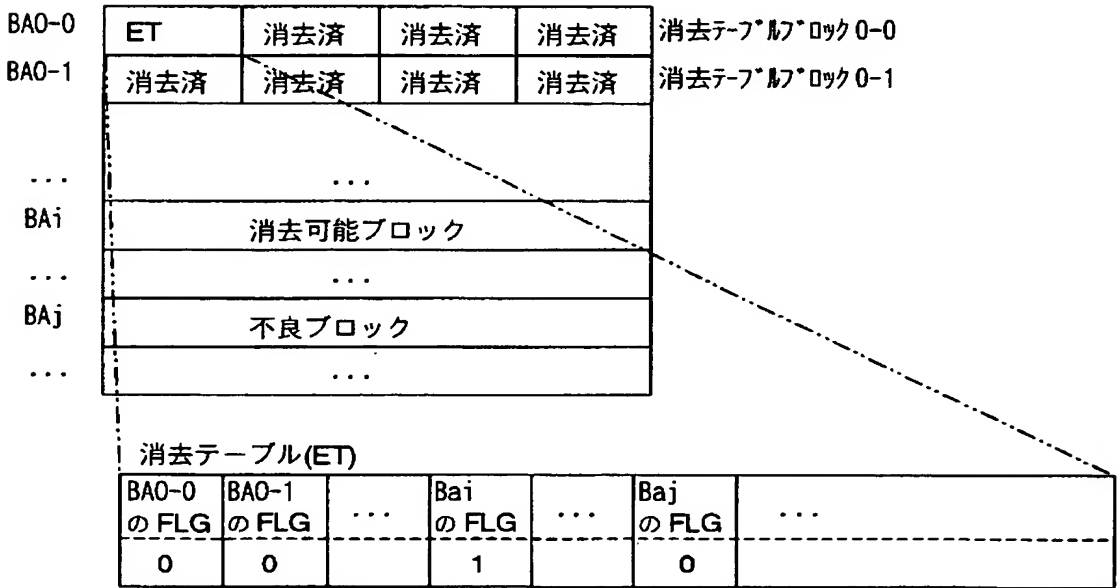 BA0-0 ET 消去済 消去済 消去済 消去テーブルブロック0-0
BA0-1 消去済 消去済 消去済 消去済 消去テーブルブロック0-1
... ...
BAi 消去可能ブロック
... ...
BAj 不良ブロック
... ...
消去テーブル(ET)
BA0-0 BA0-1 Bai Baj
の FLG の FLG ... の FLG ... の FLG ...
0 0 1 0